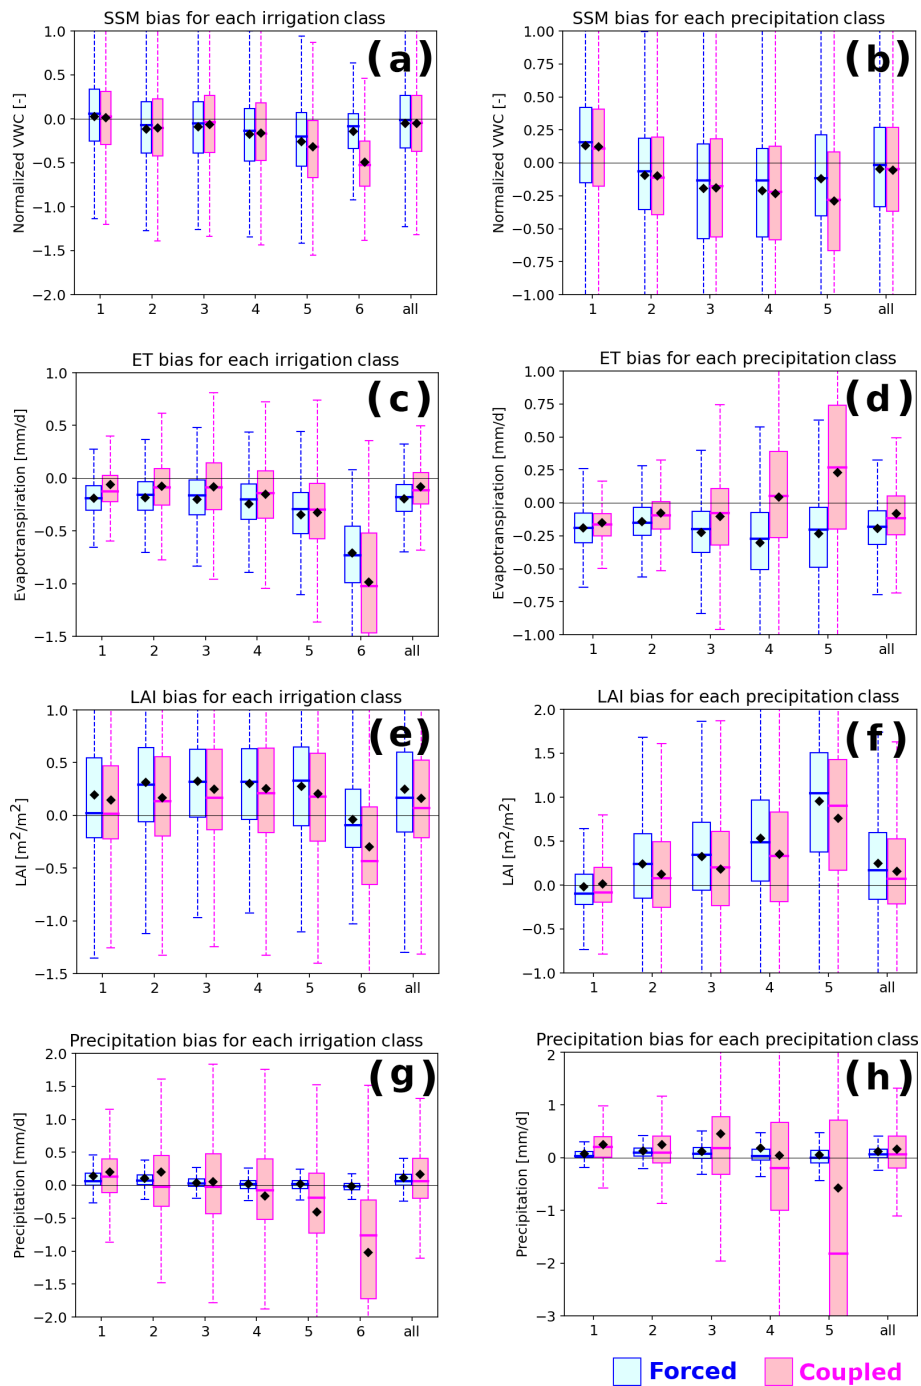 SSM bias for each irrigation class
(a)
Normalized VWC [-]
1.0
0.5
0.0
−0.5
−1.0
−1.5
−2.0
1 2 3 4 5 6 all
SSM bias for each precipitation class
(b)
Normalized VWC [-]
1.00
0.75
0.50
0.25
0.00
−0.25
−0.50
−0.75
−1.00
1 2 3 4 5 all
ET bias for each irrigation class
(c)
Evapotranspiration [mm/d]
1.0
0.5
−0.0
−0.5
−1.0
−1.5
1 2 3 4 5 6 all
ET bias for each precipitation class
(d)
Evapotranspiration [mm/d]
1.00
0.75
0.50
0.25
−0.00
−0.25
−0.50
−0.75
−1.00
1 2 3 4 5 all
LAI bias for each irrigation class
(e)
LAI [m²/m²]
1.0
0.5
0.0
−0.5
−1.0
−1.5
1 2 3 4 5 6 all
LAI bias for each precipitation class
(f)
LAI [m²/m²]
2.0
1.5
1.0
0.5
0.0
−0.5
−1.0
1 2 3 4 5 all
Precipitation bias for each irrigation class
(g)
Precipitation [mm/d]
2.0
1.5
1.0
0.5
0.0
−0.5
−1.0
−1.5
−2.0
1 2 3 4 5 6 all
Precipitation bias for each precipitation class
(h)
Precipitation [mm/d]
2
1
0
−1
−2
−3
1 2 3 4 5 all
Forced Coupled